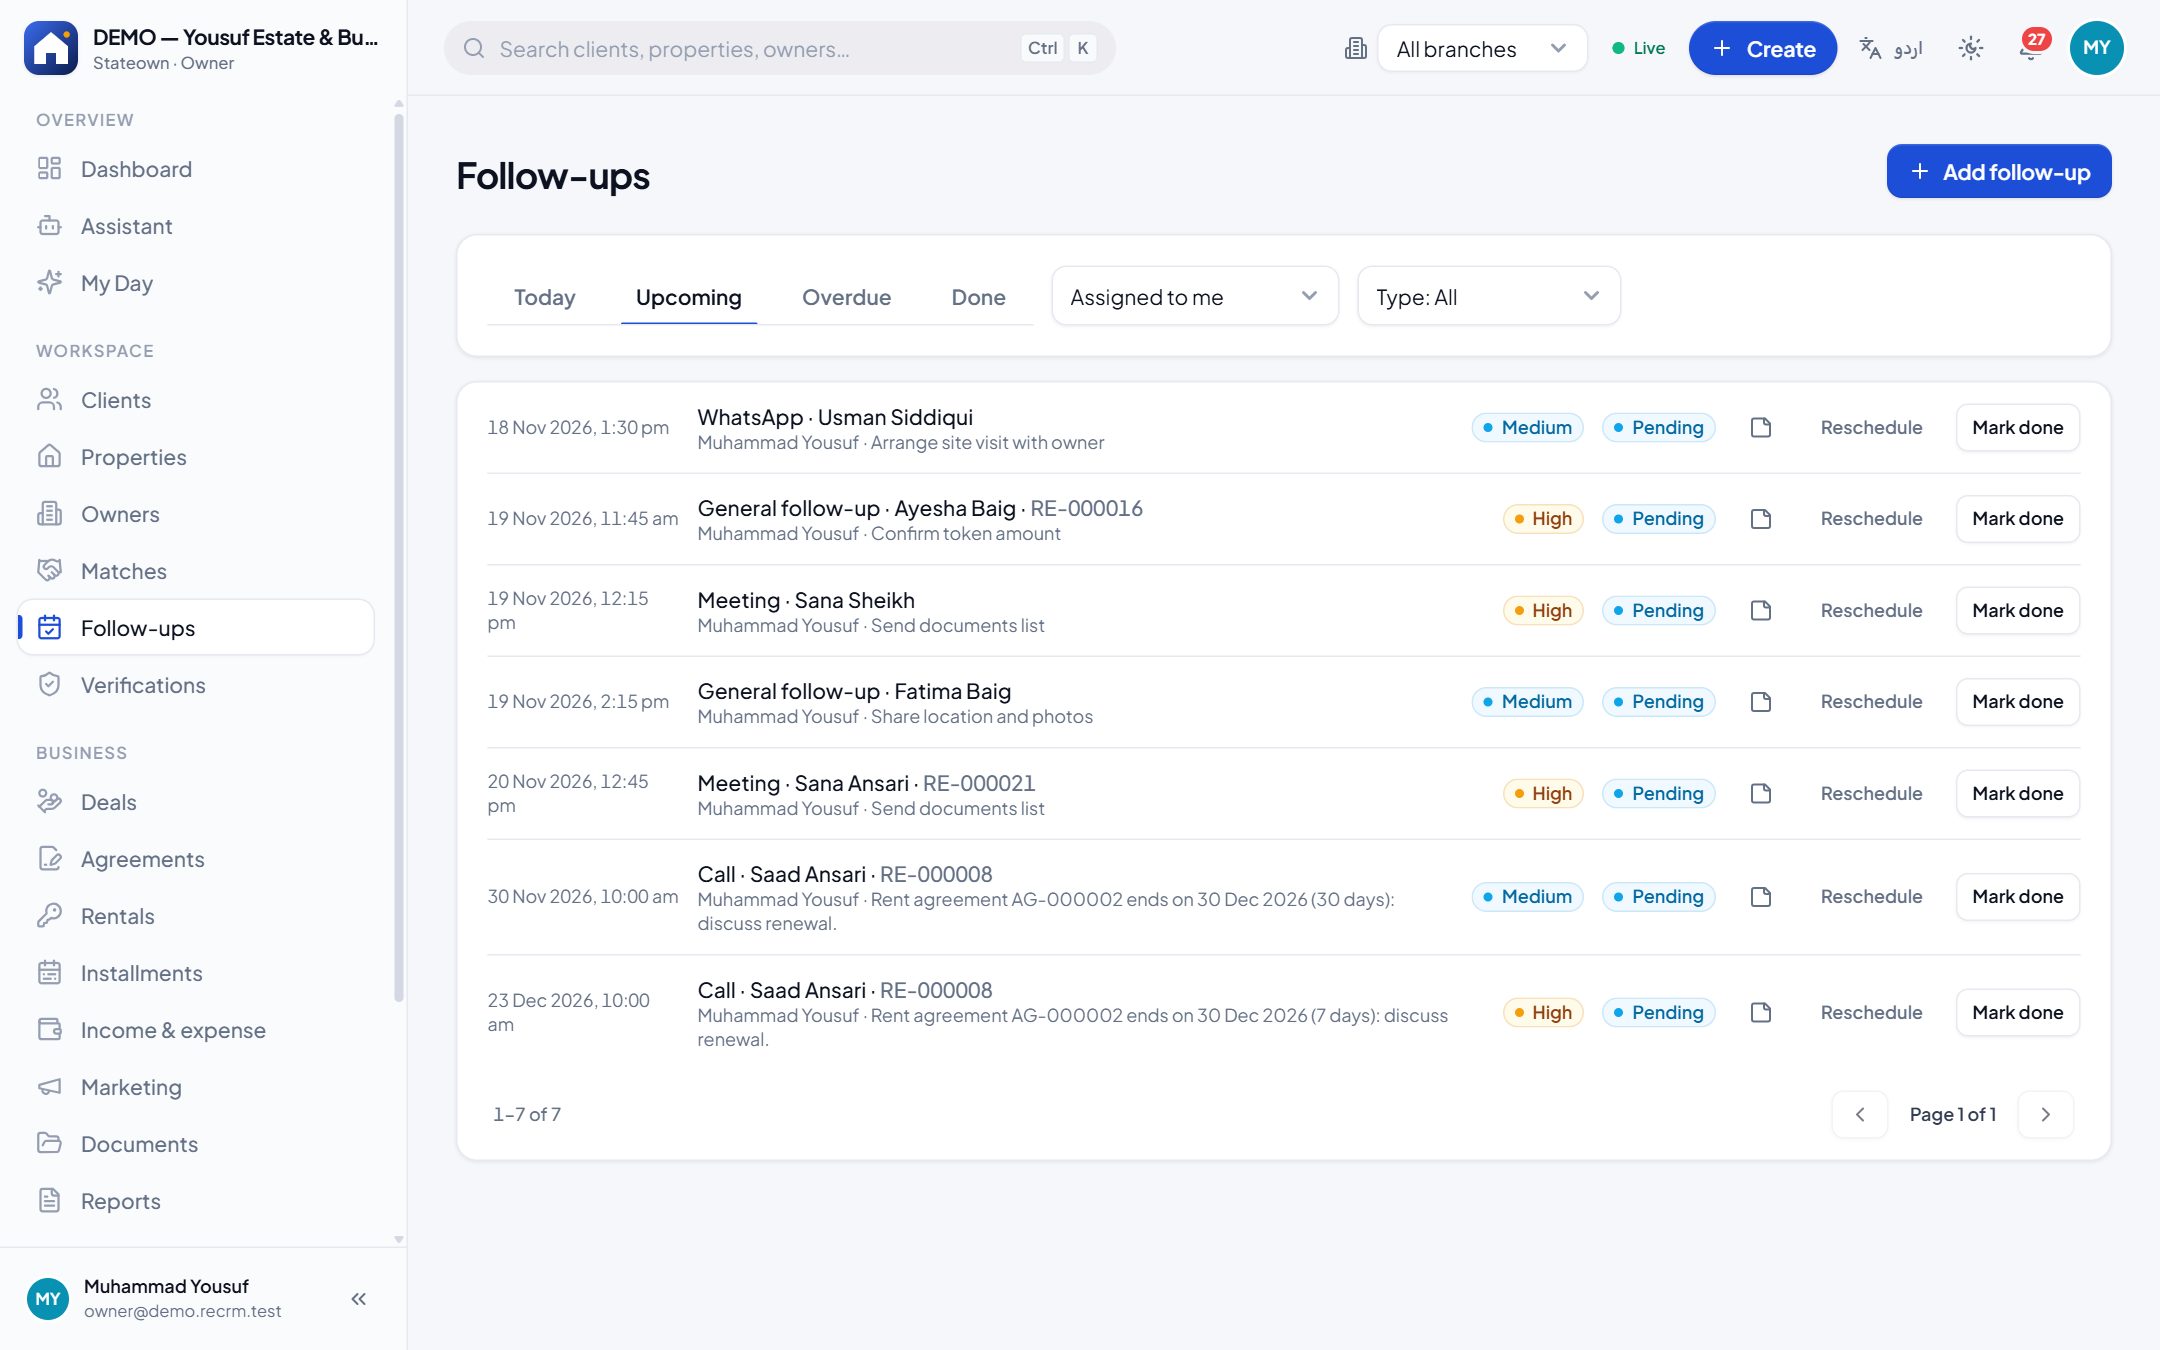 DEMO — Yousuf Estate & Bu...
Stateown · Owner
OVERVIEW
Dashboard
Assistant
My Day
WORKSPACE
Clients
Properties
Owners
Matches
Follow-ups
Verifications
BUSINESS
Deals
Agreements
Rentals
Installments
Income & expense
Marketing
Documents
Reports
MY
Muhammad Yousuf
owner@demo.recrm.test
Search clients, properties, owners...
Ctrl K
All branches
Live
+ Create
اردو
27
MY
Follow-ups
+ Add follow-up
Today
Upcoming
Overdue
Done
Assigned to me
Type: All
18 Nov 2026, 1:30 pm
WhatsApp · Usman Siddiqui
Muhammad Yousuf · Arrange site visit with owner
Medium
Pending
Reschedule
Mark done
19 Nov 2026, 11:45 am
General follow-up · Ayesha Baig · RE-000016
Muhammad Yousuf · Confirm token amount
High
Pending
Reschedule
Mark done
19 Nov 2026, 12:15
pm
Meeting · Sana Sheikh
Muhammad Yousuf · Send documents list
High
Pending
Reschedule
Mark done
19 Nov 2026, 2:15 pm
General follow-up · Fatima Baig
Muhammad Yousuf · Share location and photos
Medium
Pending
Reschedule
Mark done
20 Nov 2026, 12:45
pm
Meeting · Sana Ansari · RE-000021
Muhammad Yousuf · Send documents list
High
Pending
Reschedule
Mark done
30 Nov 2026, 10:00 am
Call · Saad Ansari · RE-000008
Muhammad Yousuf · Rent agreement AG-000002 ends on 30 Dec 2026 (30 days):
discuss renewal.
Medium
Pending
Reschedule
Mark done
23 Dec 2026, 10:00
am
Call · Saad Ansari · RE-000008
Muhammad Yousuf · Rent agreement AG-000002 ends on 30 Dec 2026 (7 days): discuss
renewal.
High
Pending
Reschedule
Mark done
1–7 of 7
Page 1 of 1